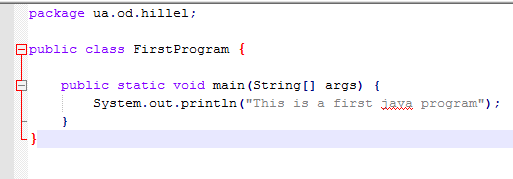 package ua.od.hillel;
public class FirstProgram {
public static void main(String[] args) {
System.out.println("This is a first java program");
}
}